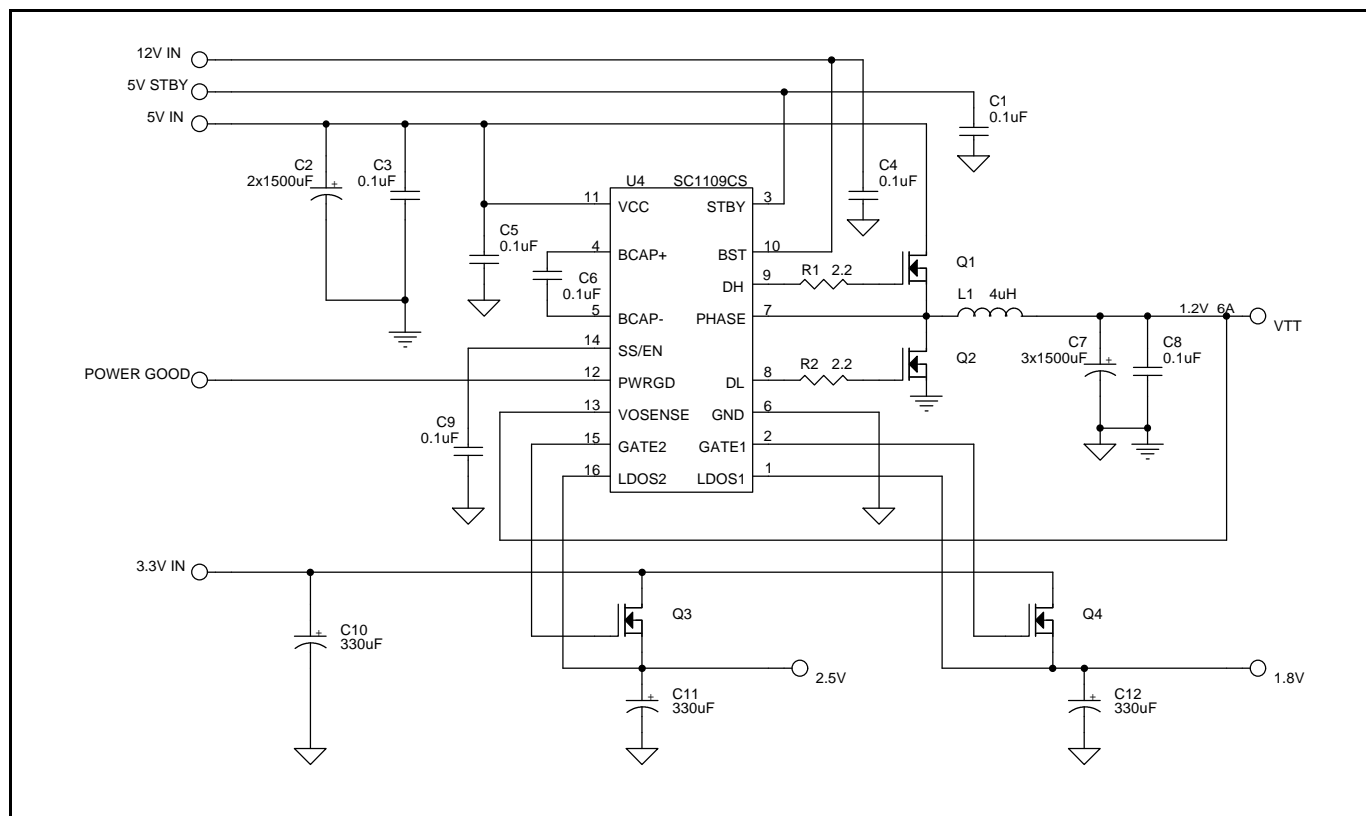 12V IN
5V STBY
5V IN
C1
0.1uF
C2
2x1500uF
+
C3
0.1uF
C4
0.1uF
U4 SC1109CS
11 VCC STBY 3
C5
0.1uF
4 BCAP+ BST 10
C6
0.1uF
DH 9
R1 2.2
Q1
5 BCAP- PHASE 7
L1 4uH
1.2V 6A
VTT
14 SS/EN
C7
3x1500uF
+
C8
0.1uF
POWER GOOD
12 PWRGD DL 8
R2 2.2
Q2
13 VOSENSE GND 6
C9
0.1uF
15 GATE2 GATE1 2
16 LDOS2 LDOS1 1
3.3V IN
Q3
Q4
C10
330uF
+
2.5V
1.8V
C11
330uF
+
C12
330uF
+